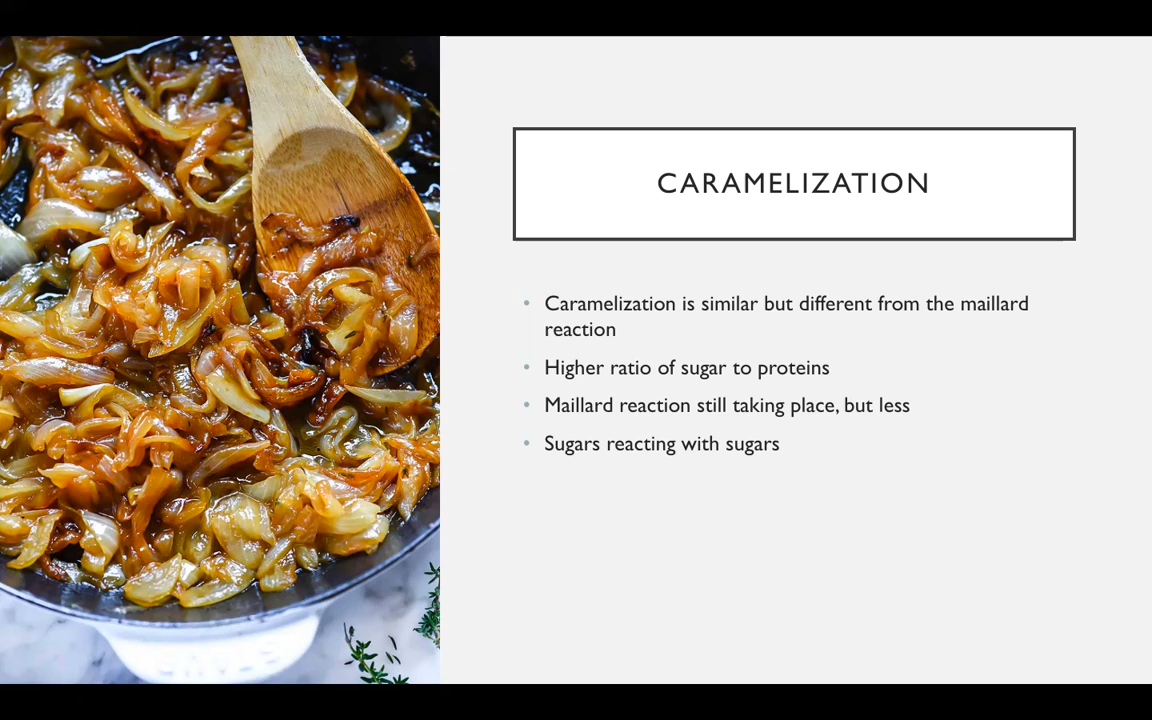 CARAMELIZATION
• Caramelization is similar but different from the maillard
reaction
• Higher ratio of sugar to proteins
• Maillard reaction still taking place, but less
• Sugars reacting with sugars